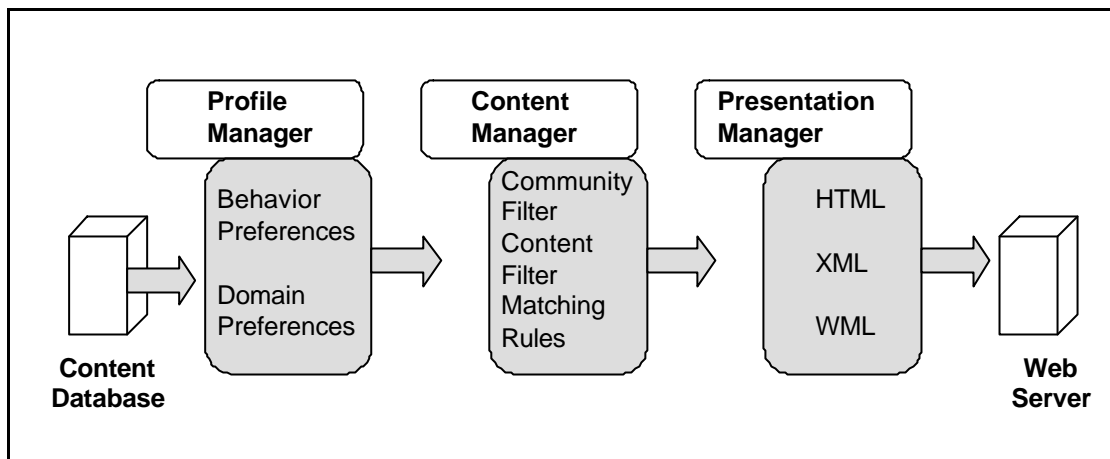 Profile
Manager
Content
Manager
Presentation
Manager
Behavior
Preferences
Domain
Preferences
Community
Filter
Content
Filter
Matching
Rules
HTML
XML
WML
Content
Database
Web
Server